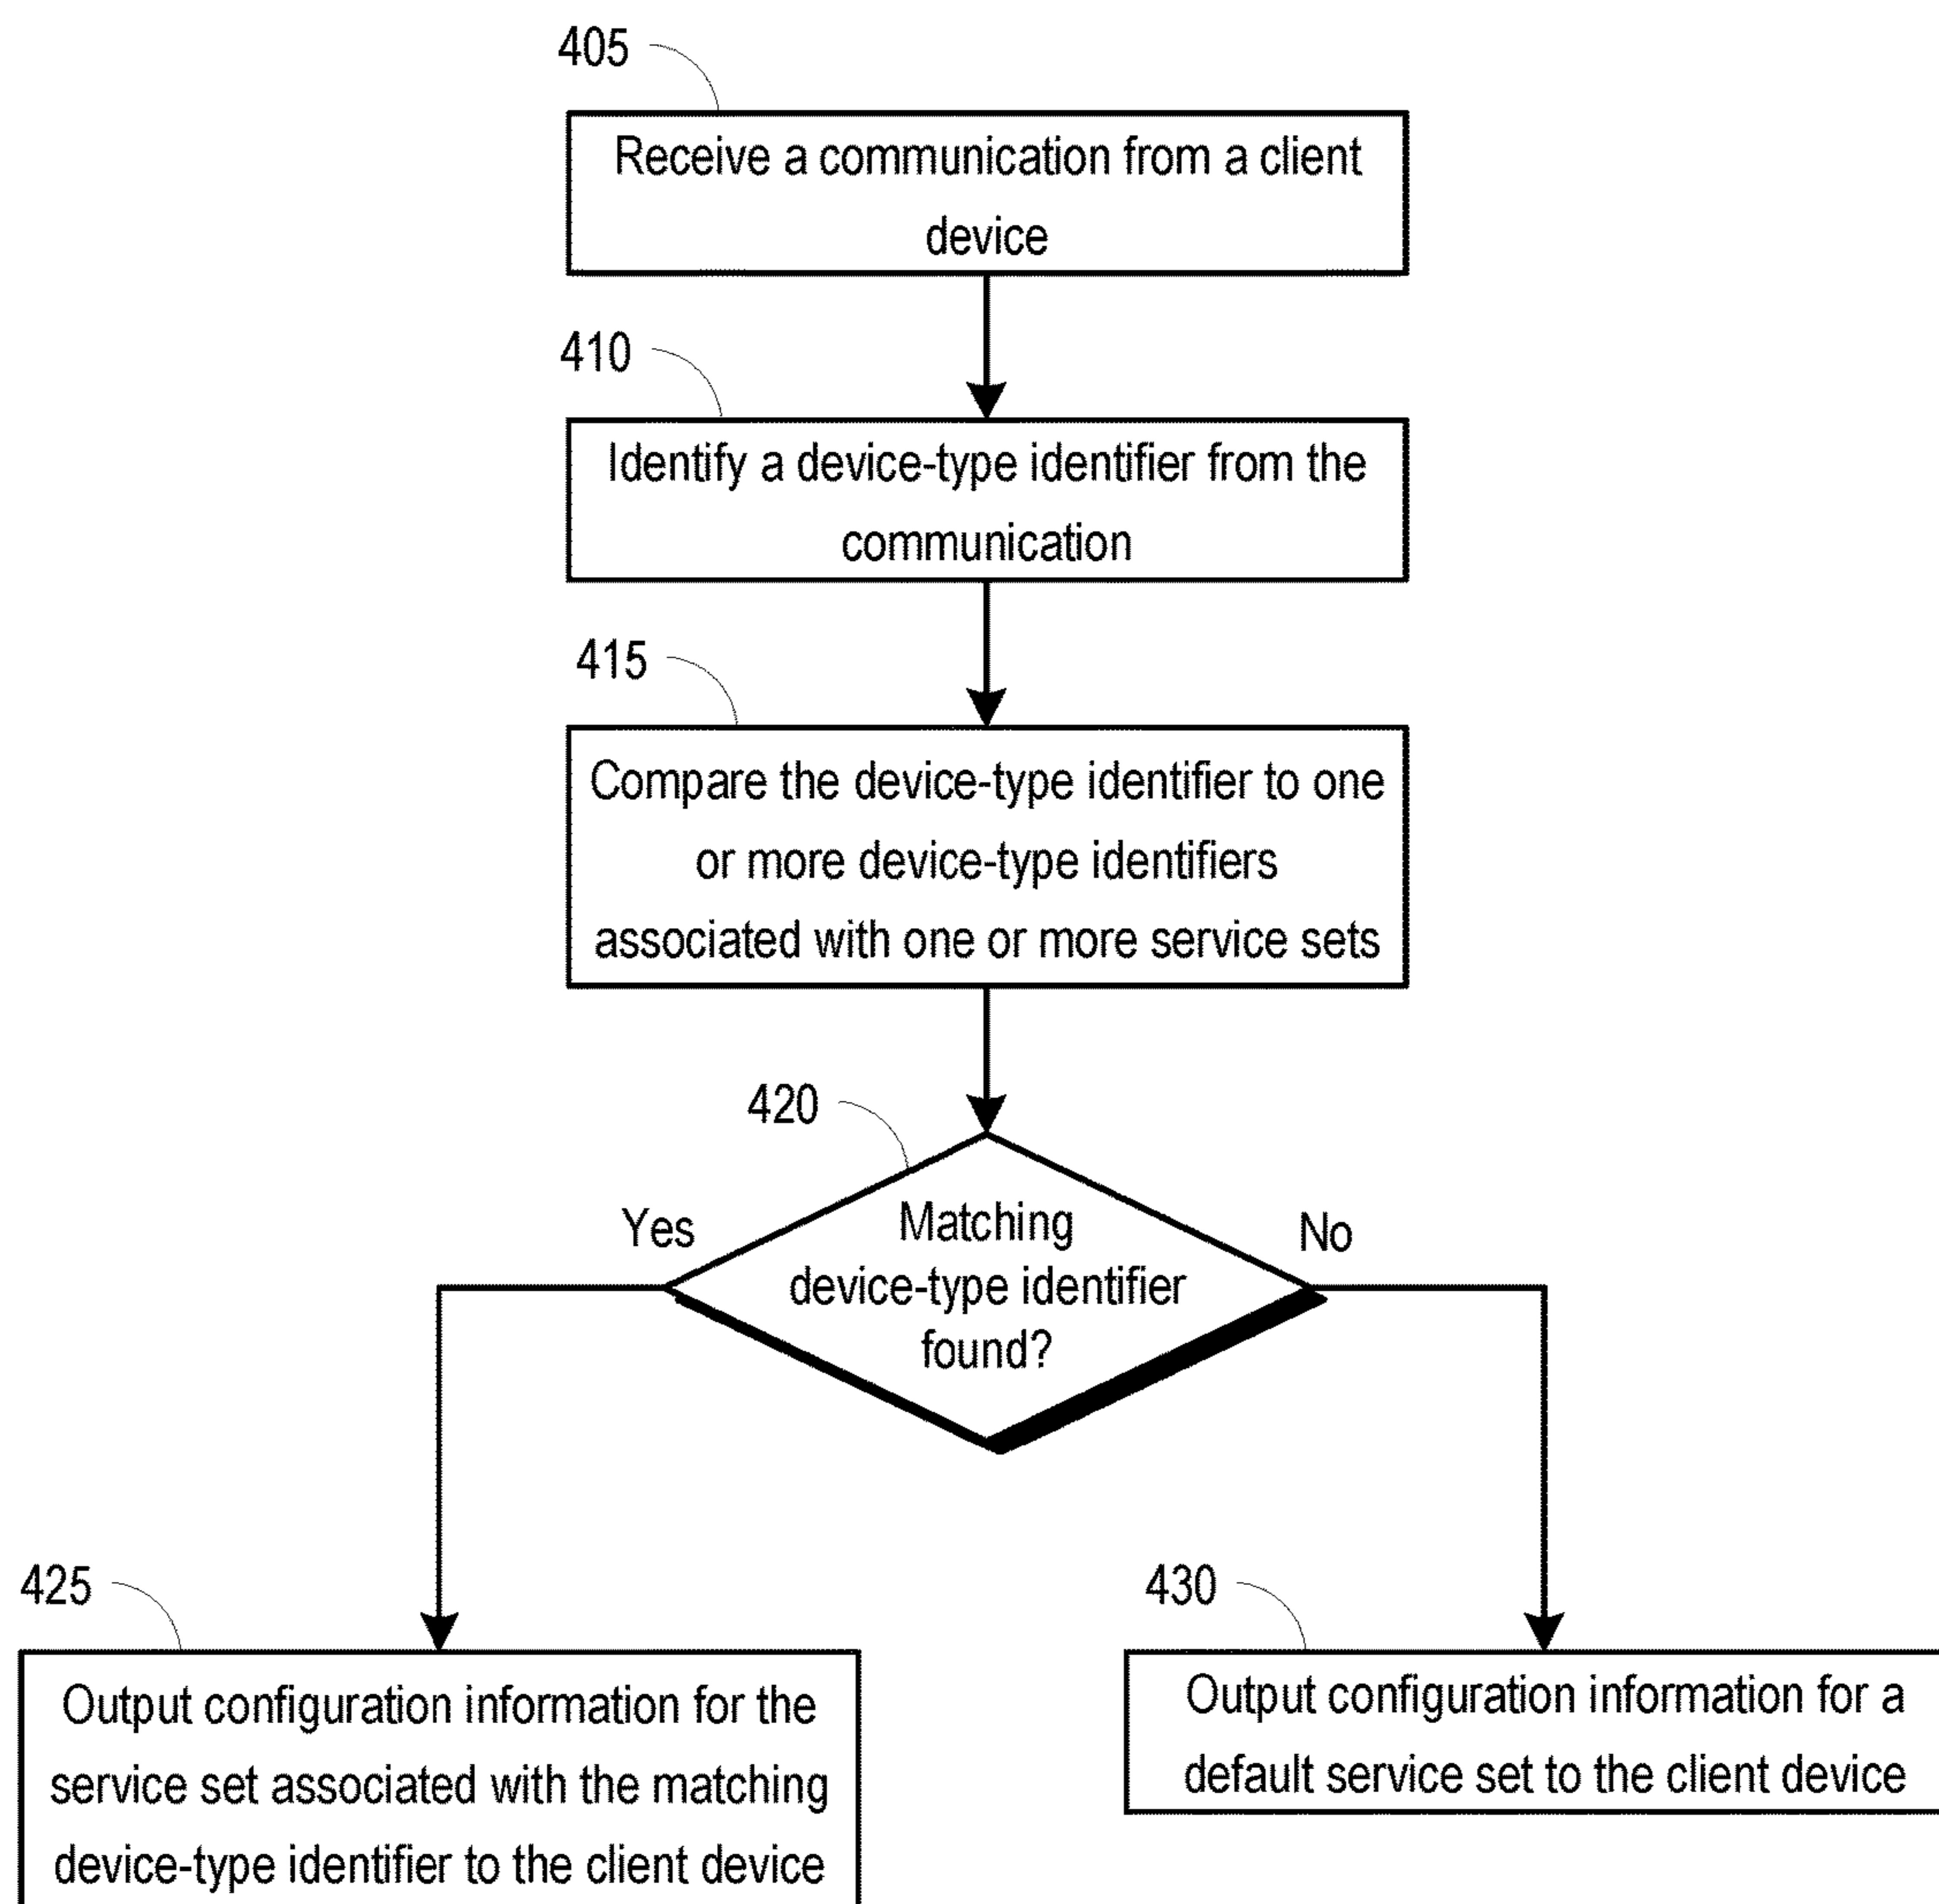 405
Receive a communication from a client
device
410
Identify a device-type identifier from the
communication
415
Compare the device-type identifier to one
or more device-type identifiers
associated with one or more service sets
420
Yes
No
Matching
device-type identifier
found?
425
Output configuration information for the
service set associated with the matching
device-type identifier to the client device
430
Output configuration information for a
default service set to the client device